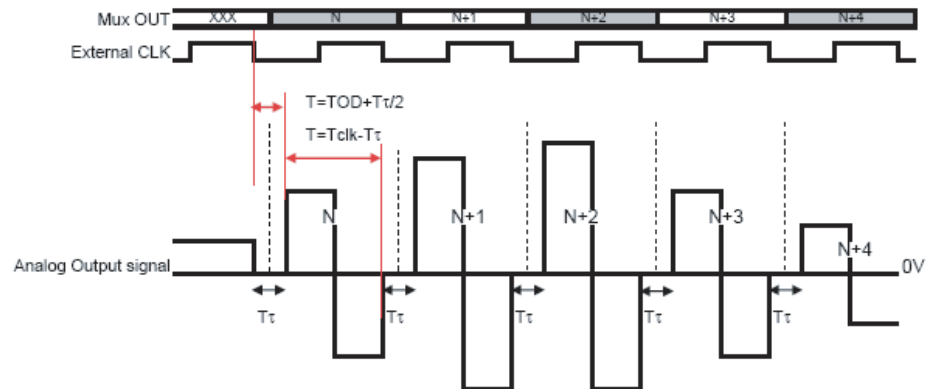 Mux OUT XXX N N+1 N+2 N+3 N+4
External CLK
T=TOD+Tτ/2
T=Tclk-Tτ
N N+1 N+2 N+3 N+4
Analog Output signal 0V
Tτ Tτ Tτ Tτ Tτ